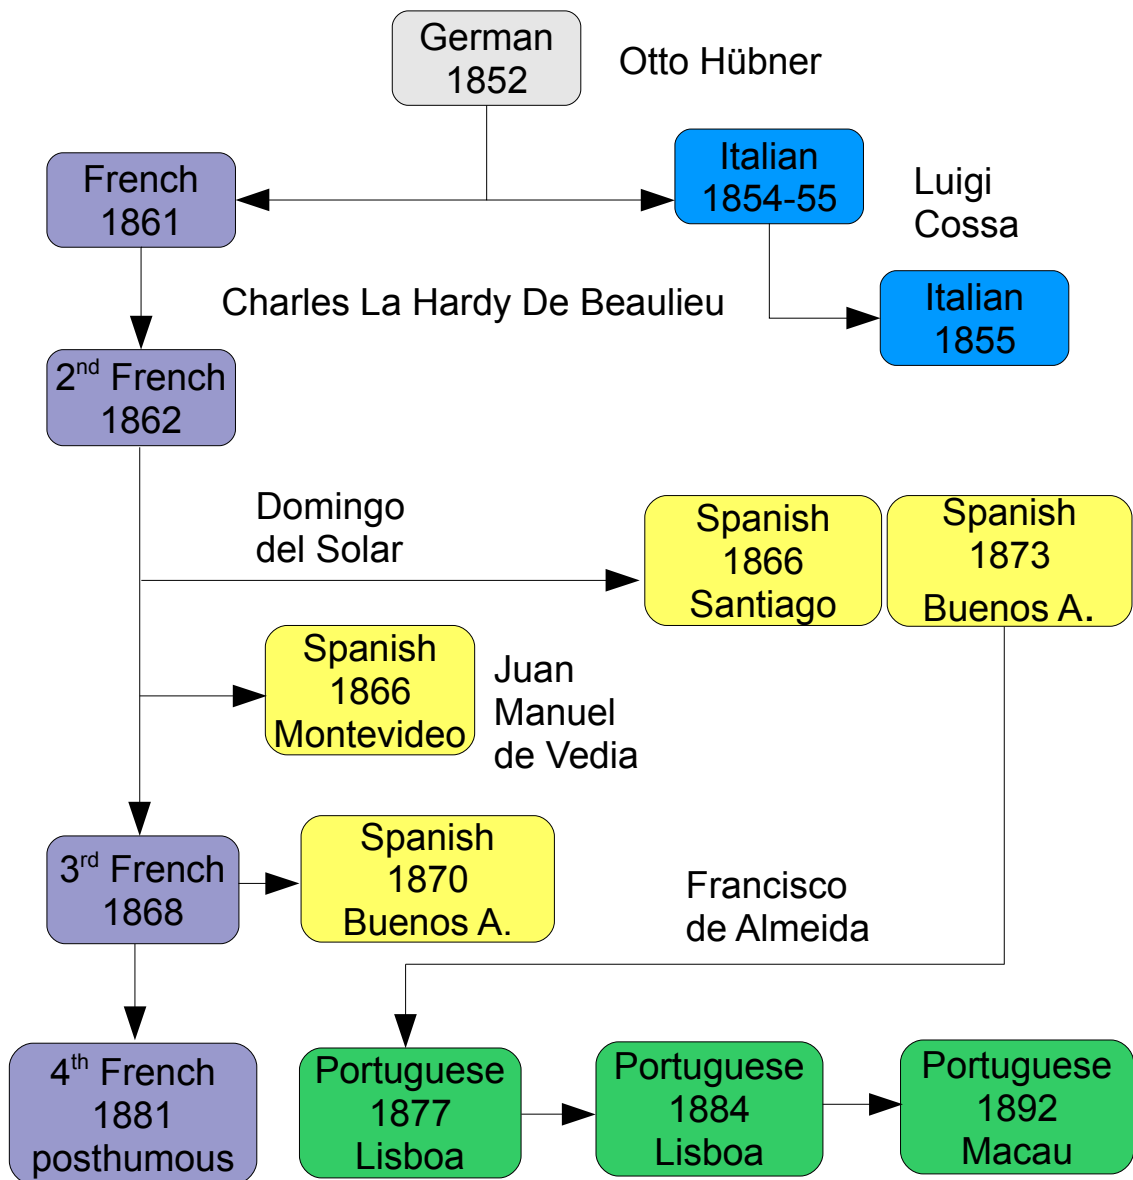 German
1852
Otto Hübner
French
1861
Italian
1854-55
Luigi
Cossa
Charles La Hardy De Beaulieu
Italian
1855
2nd French
1862
Domingo
del Solar
Spanish
1866
Santiago
Spanish
1873
Buenos A.
Spanish
1866
Montevideo
Juan
Manuel
de Vedia
3rd French
1868
Spanish
1870
Buenos A.
Francisco
de Almeida
4th French
1881
posthumous
Portuguese
1877
Lisboa
Portuguese
1884
Lisboa
Portuguese
1892
Macau